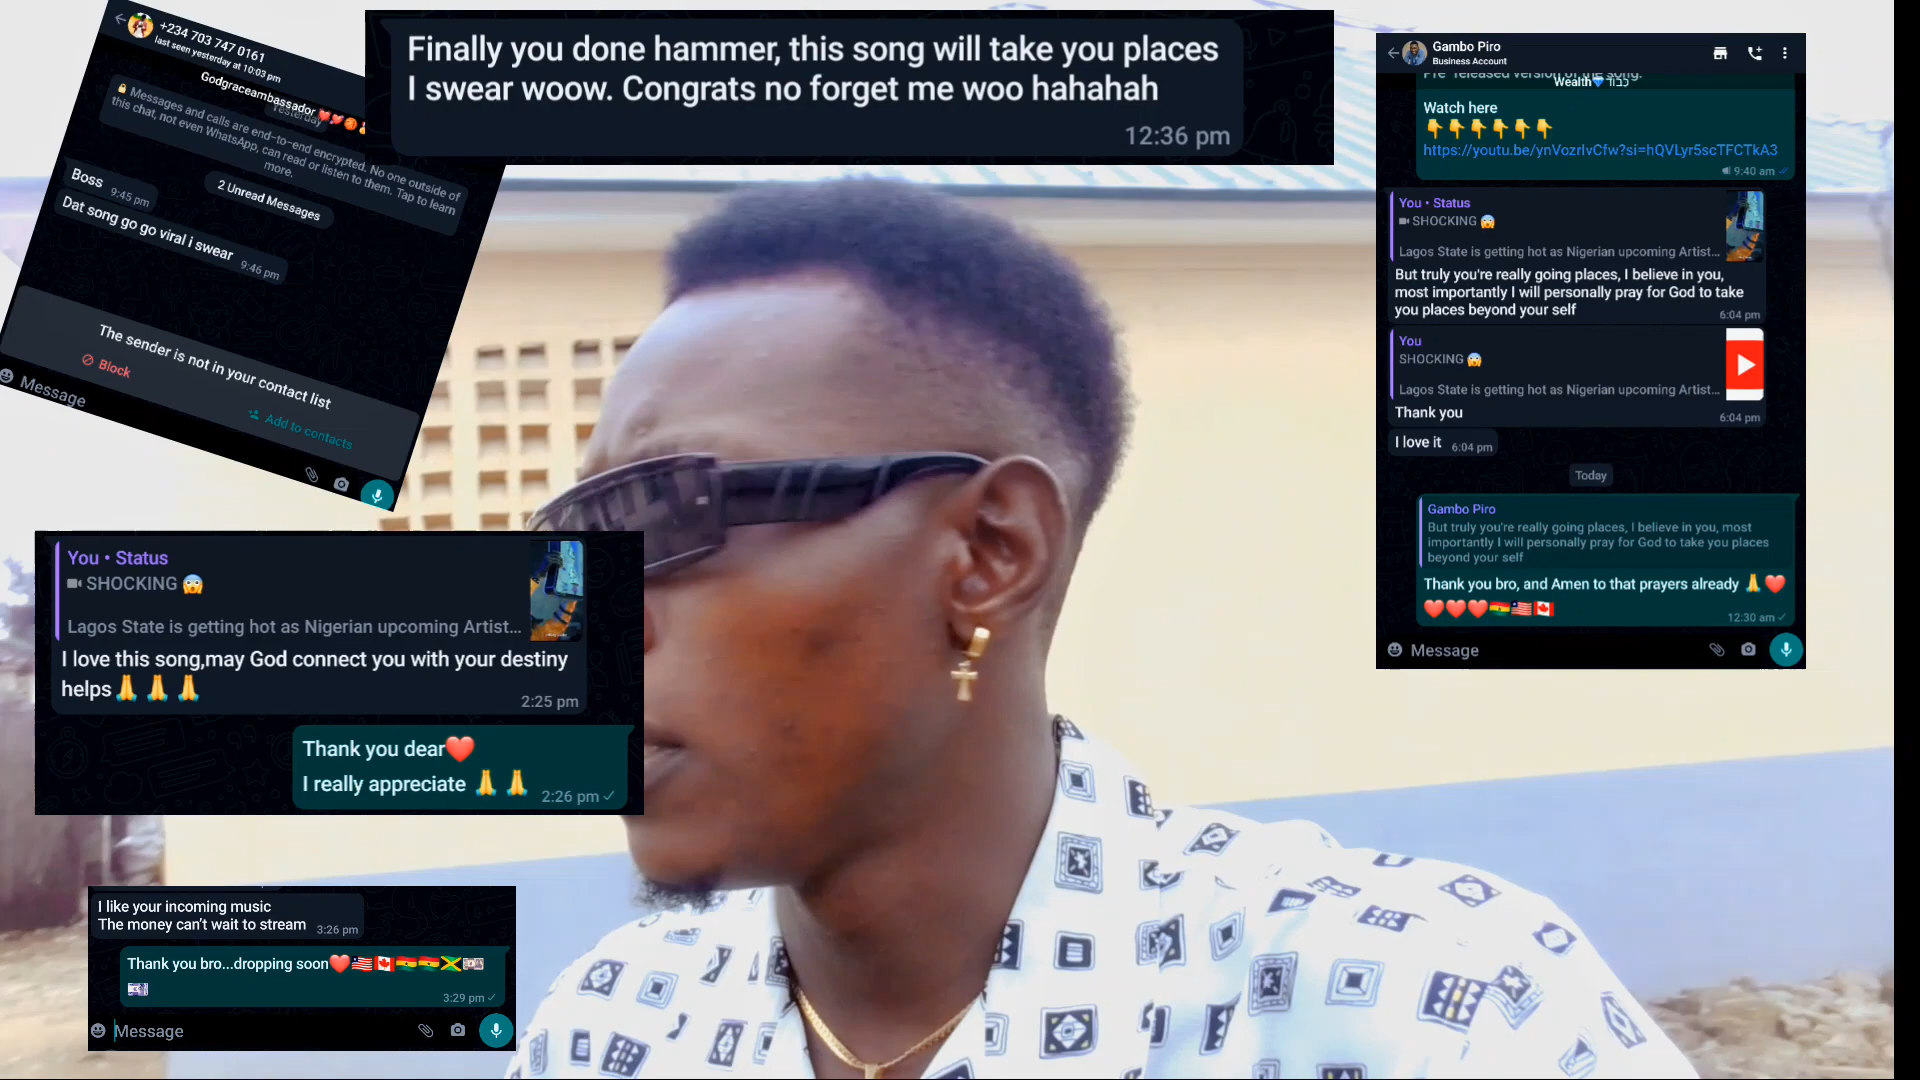 +234 703 747 0161
last seen yesterday at 10:03 pm
Godgraceambassador
Yesterday
Messages and calls are end-to-end encrypted. No one outside of
this chat, not even WhatsApp, can read or listen to them. Tap to learn
more.
2 Unread Messages
Boss 9:45 pm
Dat song go go viral i swear 9:46 pm
The sender is not in your contact list
Block
Add to contacts
Message
Finally you done hammer, this song will take you places
I swear woow. Congrats no forget me woo hahahah
12:36 pm
Gambo Piro
Business Account
Pre-released version of the song.
Wealth💎 כבוד
Watch here
👇👇👇👇👇👇
https://youtu.be/ynVozrIvCfw?si=hQVLyr5scTFCTkA3
9:40 am
You • Status
SHOCKING 😱
Lagos State is getting hot as Nigerian upcoming Artist...
But truly you're really going places, I believe in you,
most importantly I will personally pray for God to take
you places beyond your self
6:04 pm
You
SHOCKING 😱
Lagos State is getting hot as Nigerian upcoming Artist...
Thank you
6:04 pm
I love it 6:04 pm
Today
Gambo Piro
But truly you're really going places, I believe in you, most
importantly I will personally pray for God to take you places
beyond your self
Thank you bro, and Amen to that prayers already 🙏❤️
❤️❤️❤️🇬🇭🇱🇷🇨🇦
12:30 am
Message
You • Status
SHOCKING 😱
Lagos State is getting hot as Nigerian upcoming Artist...
I love this song,may God connect you with your destiny
helps🙏🙏🙏
2:25 pm
Thank you dear❤️
I really appreciate 🙏🙏
2:26 pm
I like your incoming music
The money can't wait to stream 3:26 pm
Thank you bro...dropping soon❤️🇱🇷🇨🇦🇬🇭🇬🇭🇯🇲💵
💷
3:29 pm
Message